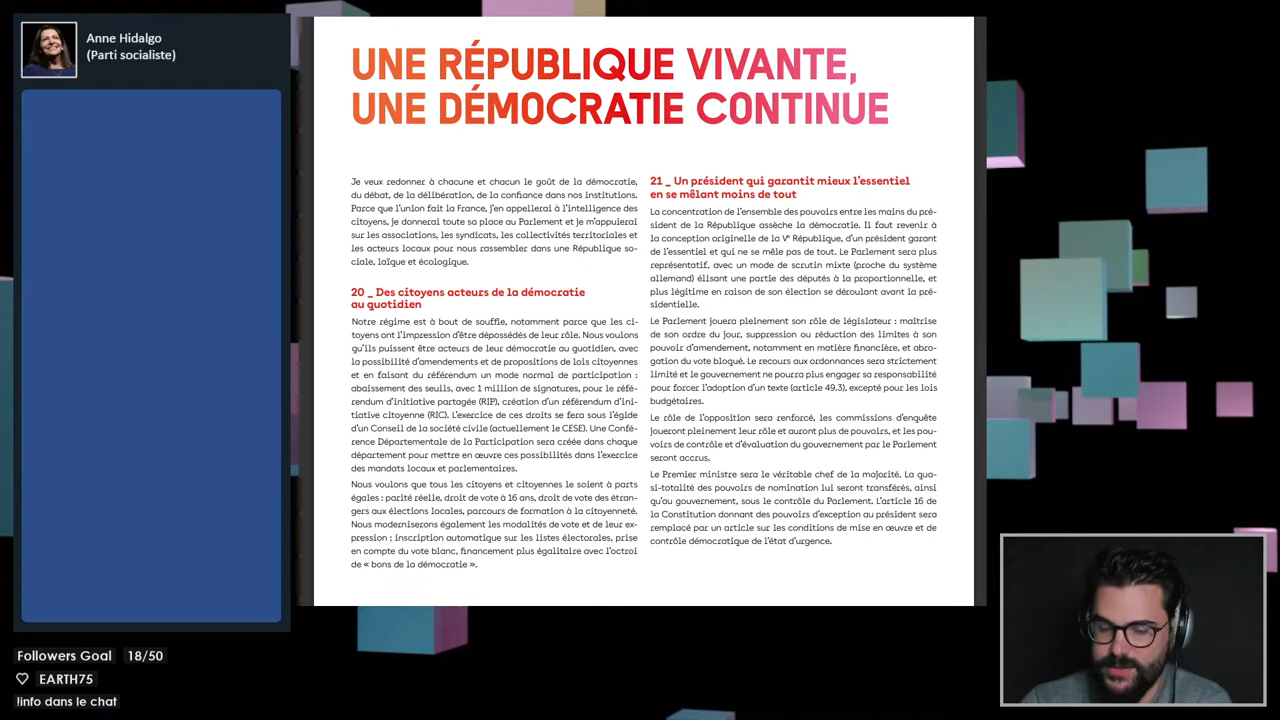 Anne Hidalgo
(Parti socialiste)
UNE RÉPUBLIQUE VIVANTE,
UNE DÉMOCRATIE CONTINUE
Je veux redonner à chacune et chacun le goût de la démocratie,
du débat, de la délibération, de la confiance dans nos institutions.
Parce que l'union fait la France, j'en appellerai à l'intelligence des
citoyens, je donnerai toute sa place au Parlement et je m'appuierai
sur les associations, les syndicats, les collectivités territoriales et
les acteurs locaux pour nous rassembler dans une République so-
ciale, laïque et écologique.
20 _ Des citoyens acteurs de la démocratie
au quotidien
Notre régime est à bout de souffle, notamment parce que les ci-
toyens ont l'impression d'être dépossédés de leur rôle. Nous voulons
qu'ils puissent être acteurs de leur démocratie au quotidien, avec
la possibilité d'amendements et de propositions de lois citoyennes
et en faisant du référendum un mode normal de participation :
abaissement des seuils, avec 1 million de signatures, pour le réfé-
rendum d'initiative partagée (RIP), création d'un référendum d'ini-
tiative citoyenne (RIC). L'exercice de ces droits se fera sous l'égide
d'un Conseil de la société civile (actuellement le CESE). Une Confé-
rence Départementale de la Participation sera créée dans chaque
département pour mettre en œuvre ces possibilités dans l'exercice
des mandats locaux et parlementaires.
Nous voulons que tous les citoyens et citoyennes le soient à parts
égales : parité réelle, droit de vote à 16 ans, droit de vote des étran-
gers aux élections locales, parcours de formation à la citoyenneté.
Nous moderniserons également les modalités de vote et de leur ex-
pression : inscription automatique sur les listes électorales, prise
en compte du vote blanc, financement plus égalitaire avec l'octroi
de « bons de la démocratie ».
21 _ Un président qui garantit mieux l'essentiel
en se mêlant moins de tout
La concentration de l'ensemble des pouvoirs entre les mains du pré-
sident de la République assèche la démocratie. Il faut revenir à
la conception originelle de la Ve République, d'un président garant
de l'essentiel et qui ne se mêle pas de tout. Le Parlement sera plus
représentatif, avec un mode de scrutin mixte (proche du système
allemand) élisant une partie des députés à la proportionnelle, et
plus légitime en raison de son élection se déroulant avant la pré-
sidentielle.
Le Parlement jouera pleinement son rôle de législateur : maîtrise
de son ordre du jour, suppression ou réduction des limites à son
pouvoir d'amendement, notamment en matière financière, et abro-
gation du vote bloqué. Le recours aux ordonnances sera strictement
limité et le gouvernement ne pourra plus engager sa responsabilité
pour forcer l'adoption d'un texte (article 49.3), excepté pour les lois
budgétaires.
Le rôle de l'opposition sera renforcé, les commissions d'enquête
joueront pleinement leur rôle et auront plus de pouvoirs, et les pou-
voirs de contrôle et d'évaluation du gouvernement par le Parlement
seront accrus.
Le Premier ministre sera le véritable chef de la majorité. La qua-
si-totalité des pouvoirs de nomination lui seront transférés, ainsi
qu'au gouvernement, sous le contrôle du Parlement. L'article 16 de
la Constitution donnant des pouvoirs d'exception au président sera
remplacé par un article sur les conditions de mise en œuvre et de
contrôle démocratique de l'état d'urgence.
Followers Goal 18/50
EARTH75
!info dans le chat